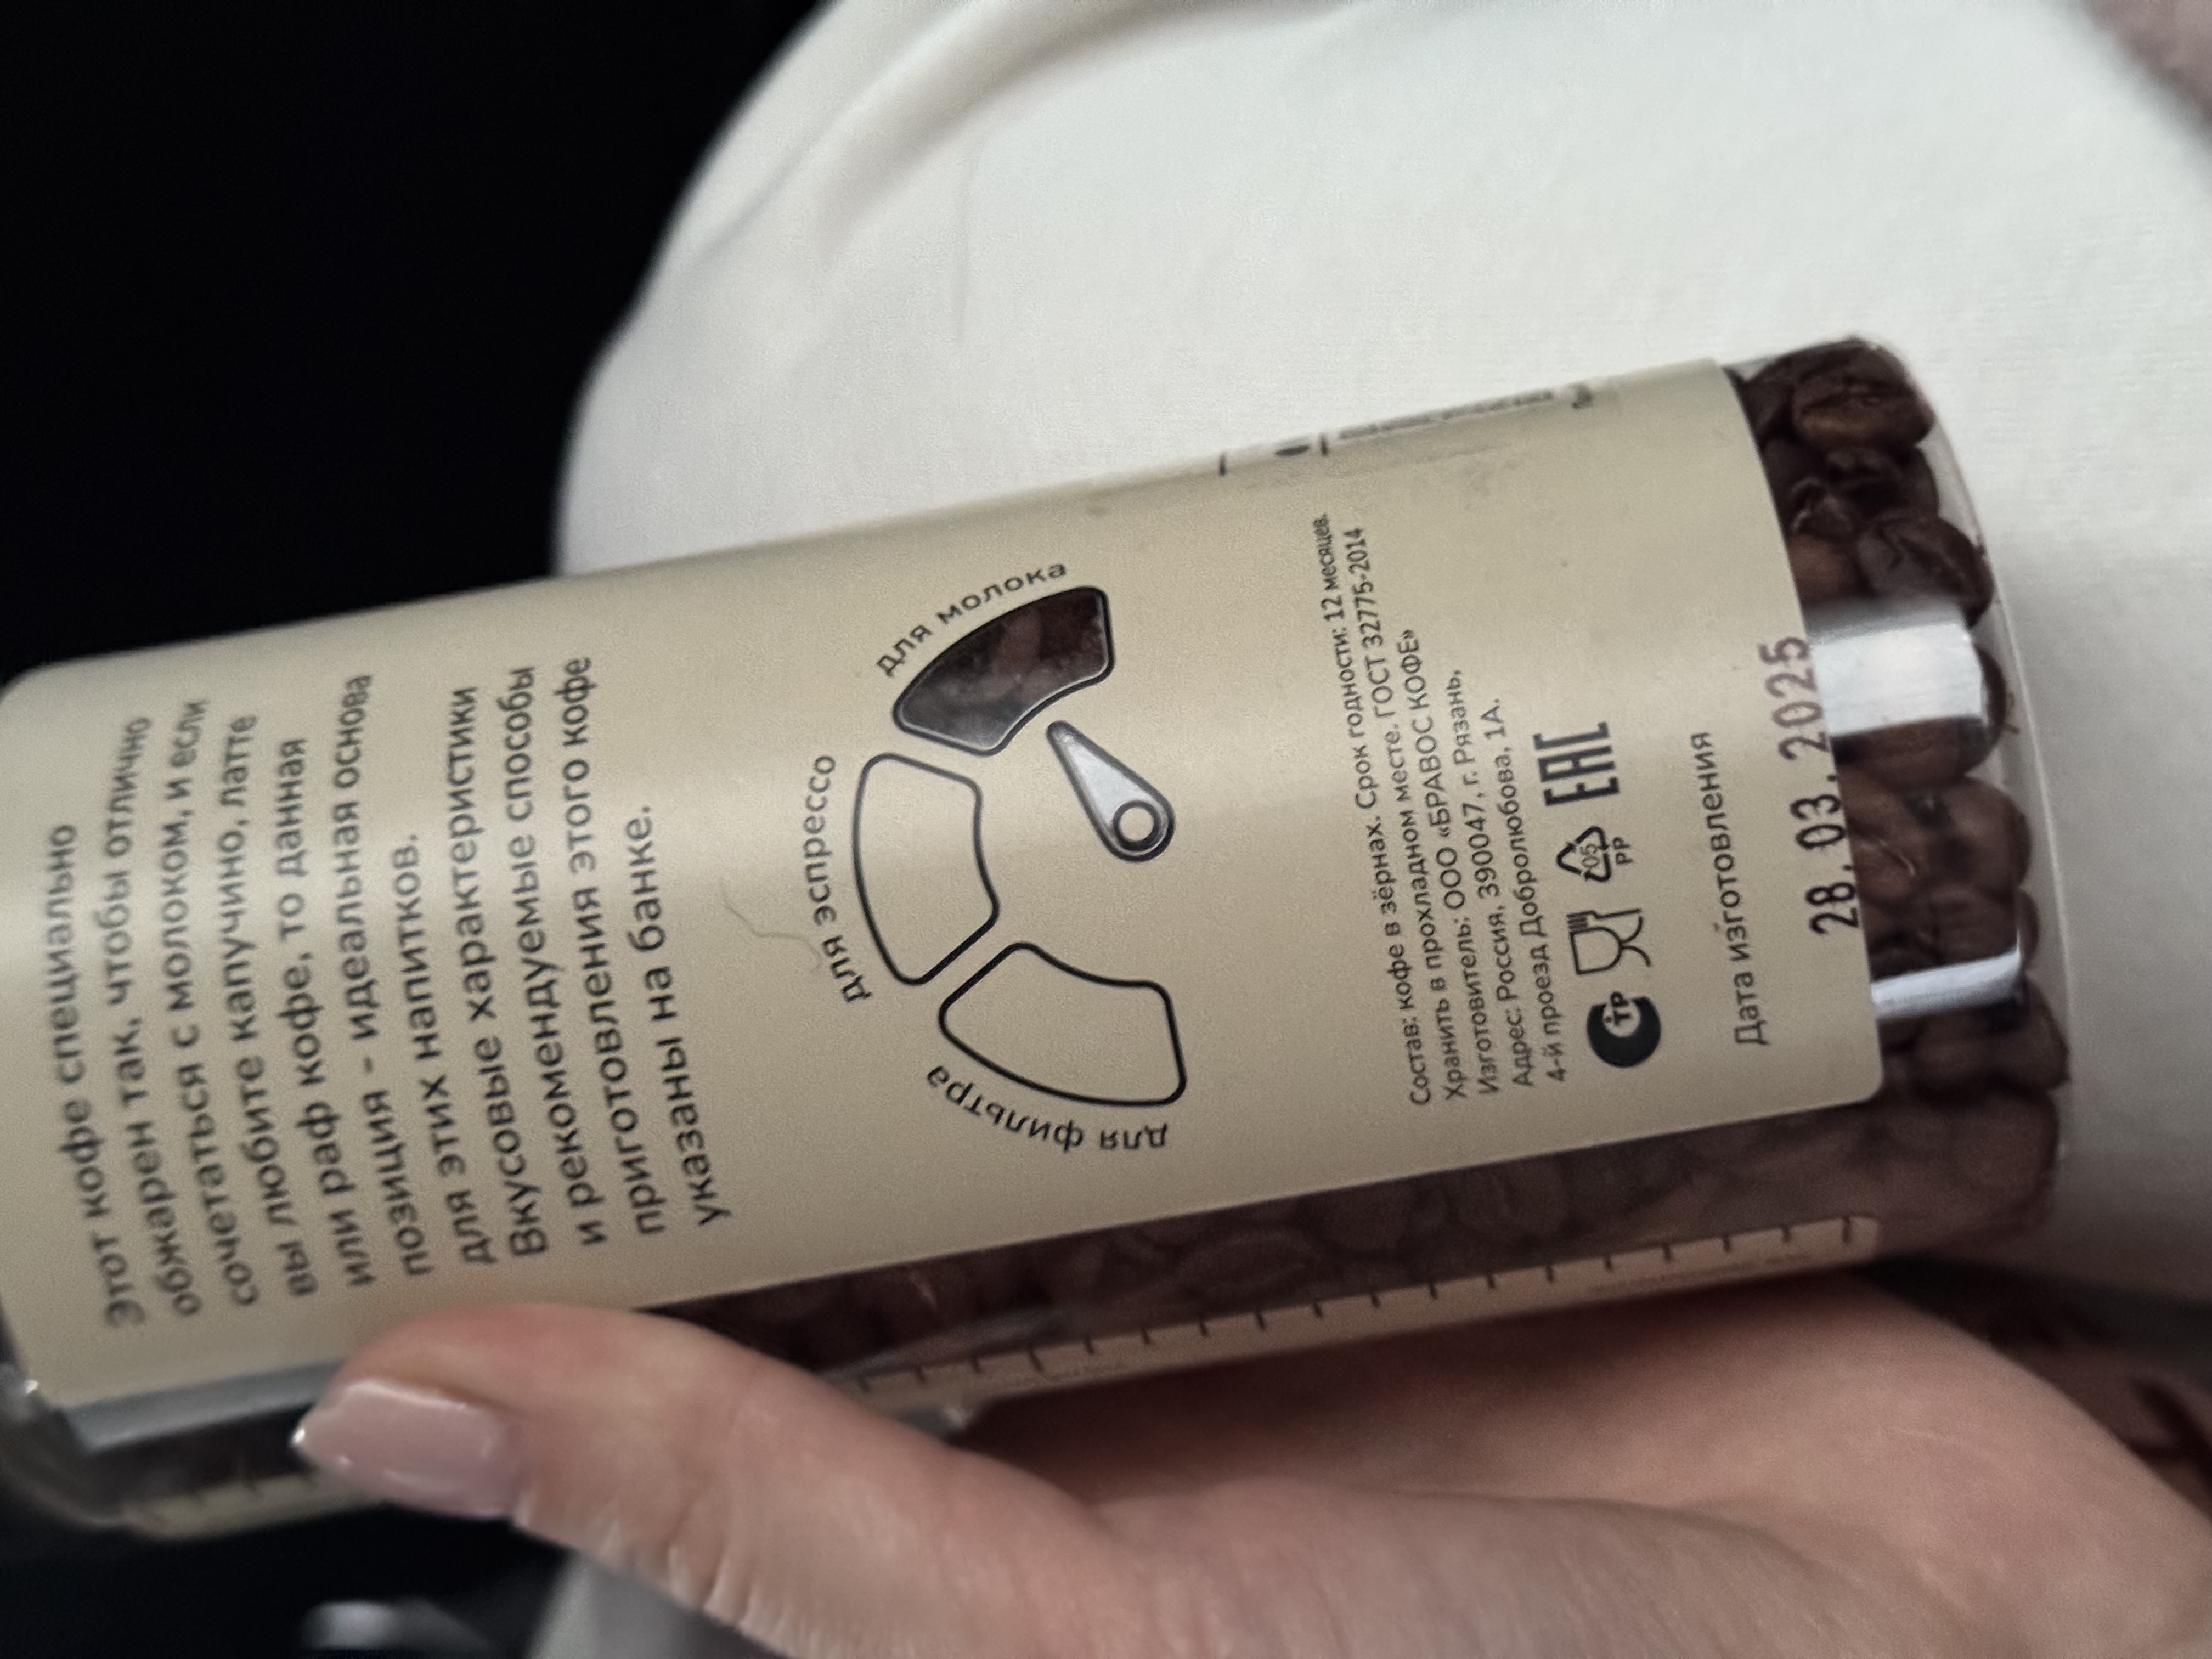 Этот кофе специально
обжарен так, чтобы отлично
сочетаться с молоком, и если
вы любите капучино, латте
или раф кофе, то данная
позиция - идеальная основа
для этих напитков.
Вкусовые характеристики
и рекомендуемые способы
приготовления этого кофе
указаны на банке.
для фильтра
для эспрессо
для молока
Состав: кофе в зёрнах. Срок годности: 12 месяцев.
Хранить в прохладном месте. ГОСТ 32775-2014
Изготовитель: ООО «БРАВОС КОФЕ»
Адрес: Россия, 390047, г. Рязань,
4-й проезд Добролюбова, 1А.
ТР
05
PP
EAC
Дата изготовления
28.03.2025